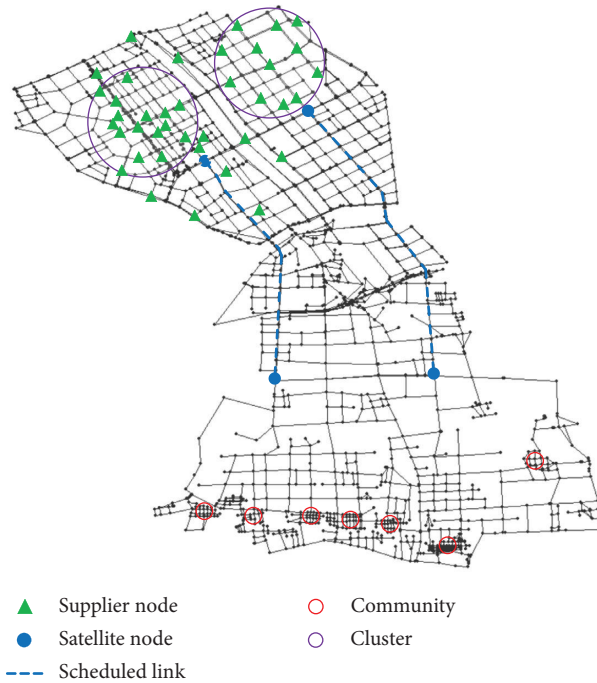 Supplier node
Community
Satellite node
Cluster
Scheduled link